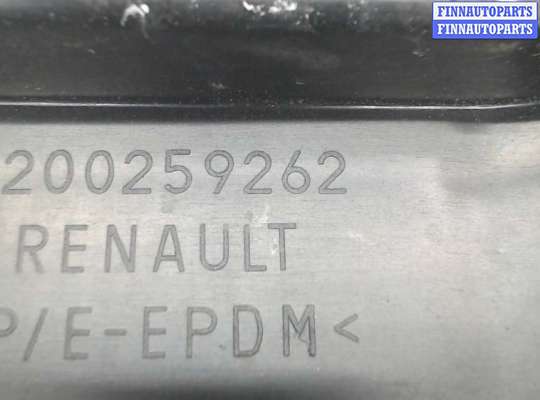 FINNAUTOPARTS
FINNAUTOPARTS
200259262
RENAULT
P/E-EPDM<